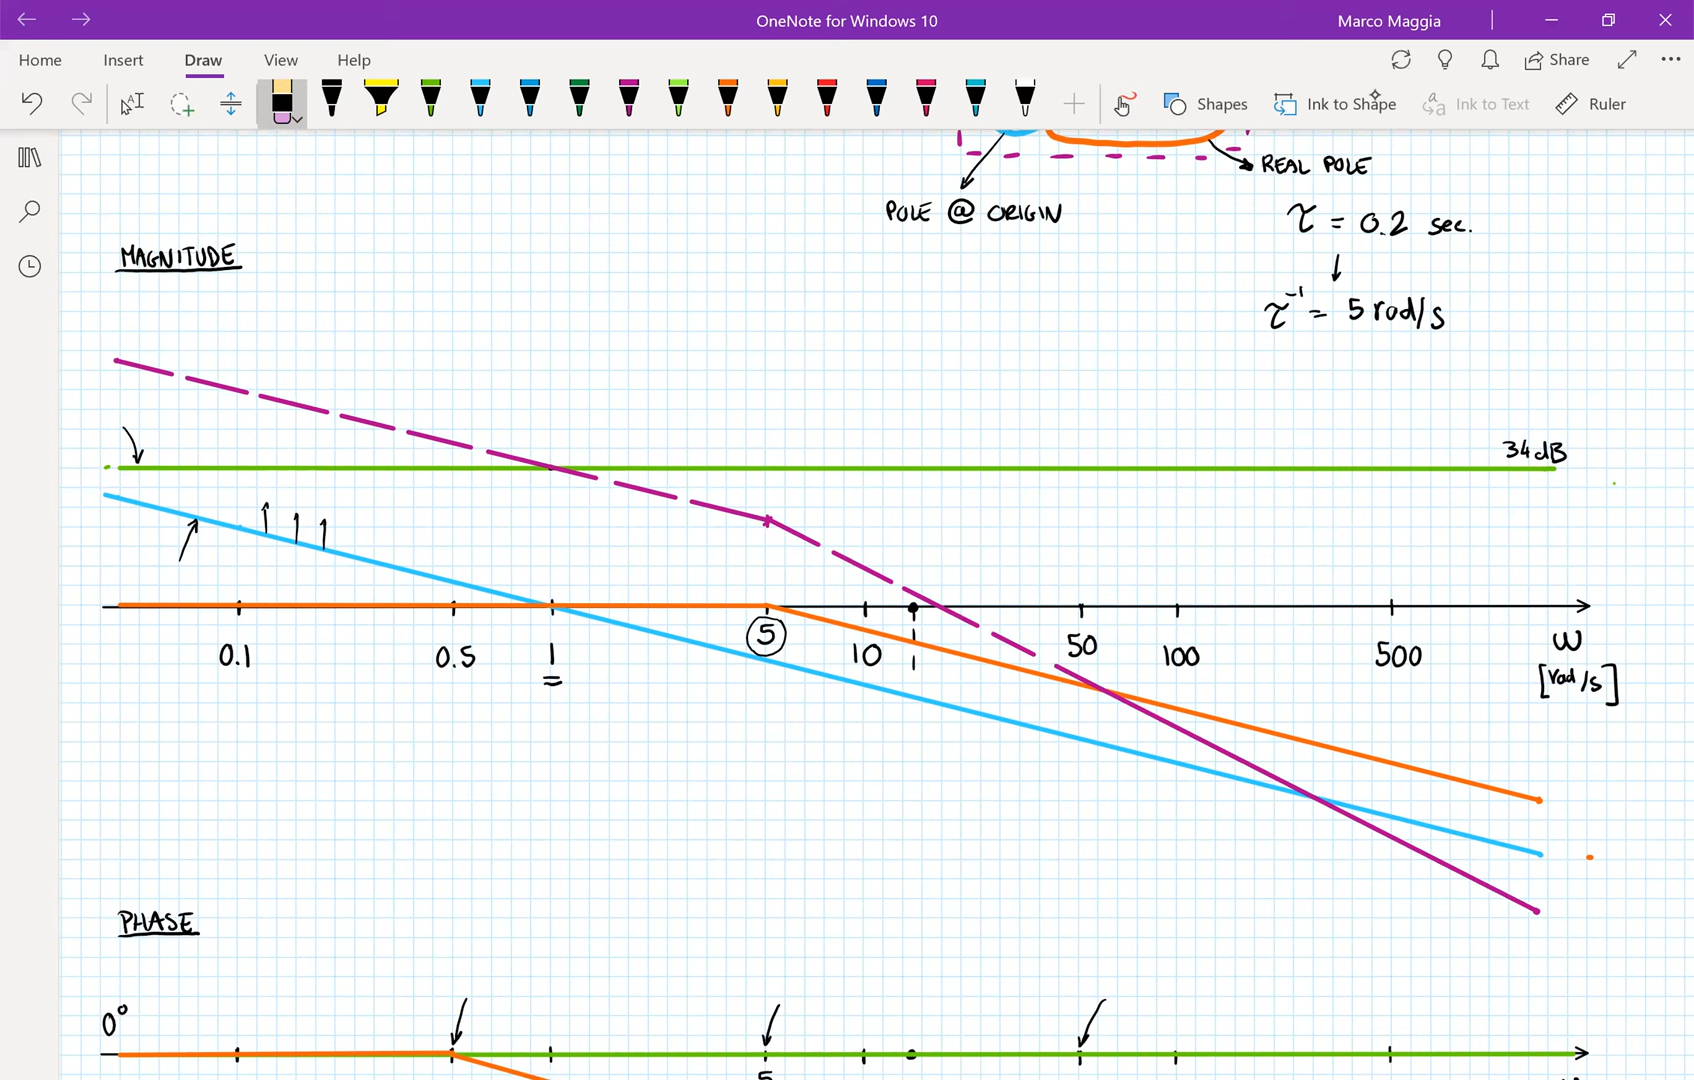 OneNote for Windows 10
Marco Maggia
Home Insert Draw View Help
Share
Shapes Ink to Shape Ink to Text Ruler
REAL POLE
POLE @ ORIGIN
τ = 0.2 sec.
↓
MAGNITUDE
τ⁻¹ = 5 rad/s
34 dB
0.1 0.5 1 5 10 50 100 500 ω
[rad/s]
PHASE
0°
5